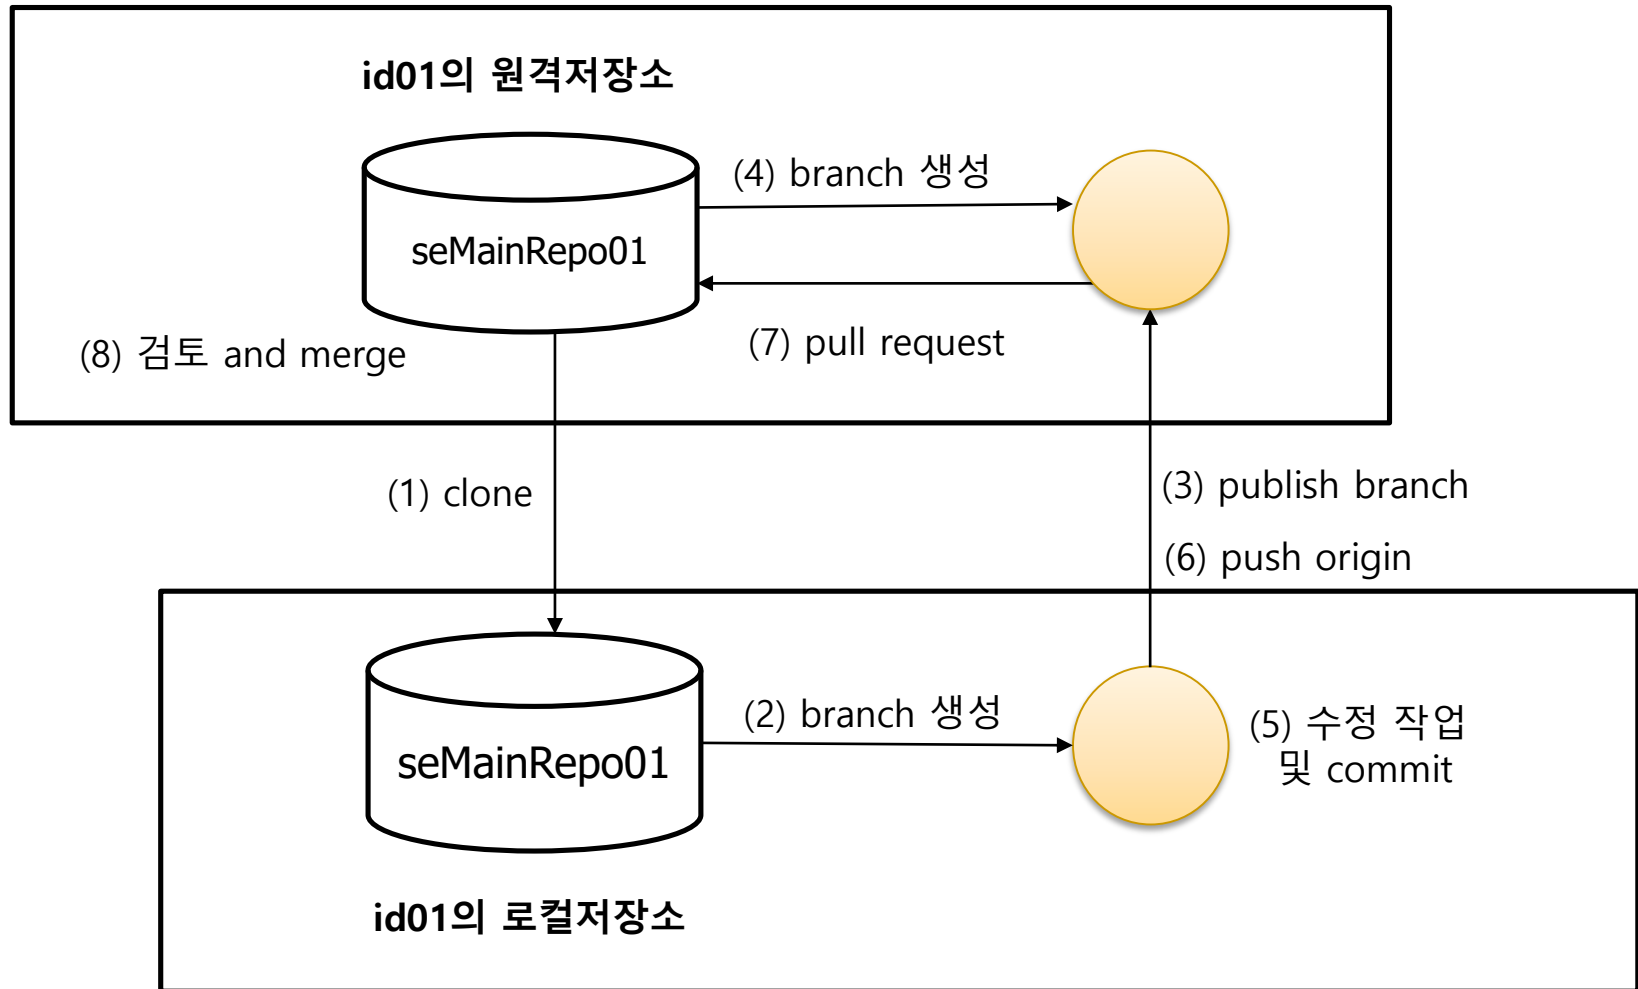 id01의 원격저장소
(4) branch 생성
seMainRepo01
(7) pull request
(8) 검토 and merge
(1) clone
(3) publish branch
(6) push origin
(2) branch 생성
seMainRepo01
(5) 수정 작업
및 commit
id01의 로컬저장소